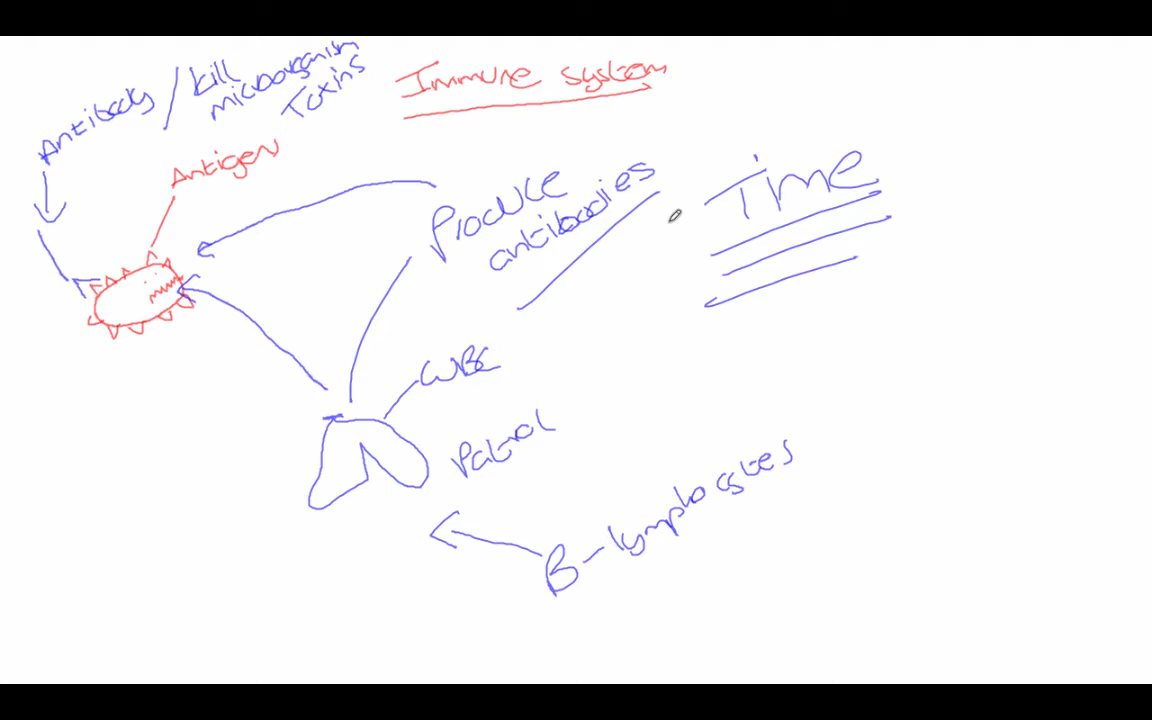 Immune system
Antibody / kill
microorganism
Toxins
Antigen
Produce
antibodies
Time
WBC
Patrol
B-lymphocytes